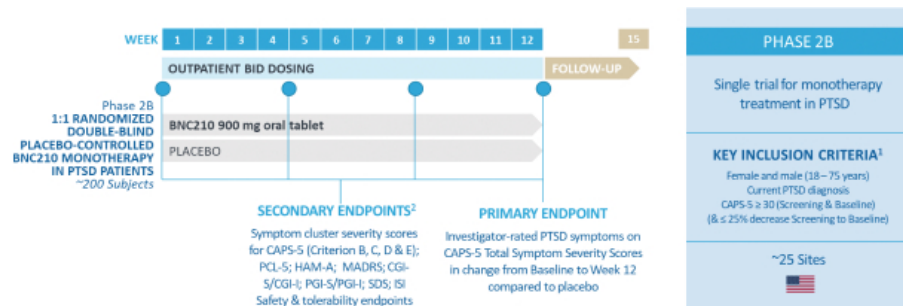 WEEK 1 2 3 4 5 6 7 8 9 10 11 12 15
OUTPATIENT BID DOSING
FOLLOW-UP
Phase 2B
1:1 RANDOMIZED
DOUBLE-BLIND
PLACEBO-CONTROLLED
BNC210 MONOTHERAPY
IN PTSD PATIENTS
~200 Subjects
BNC210 900 mg oral tablet
PLACEBO
SECONDARY ENDPOINTS²
Symptom cluster severity scores
for CAPS-5 (Criterion B, C, D & E);
PCL-5; HAM-A; MADRS; CGI-
S/CGI-I; PGI-S/PGI-I; SDS; ISI
Safety & tolerability endpoints
PRIMARY ENDPOINT
Investigator-rated PTSD symptoms on
CAPS-5 Total Symptom Severity Scores
in change from Baseline to Week 12
compared to placebo
PHASE 2B
Single trial for monotherapy
treatment in PTSD
KEY INCLUSION CRITERIA¹
Female and male (18 – 75 years)
Current PTSD diagnosis
CAPS-5 ≥ 30 (Screening & Baseline)
(& ≤ 25% decrease Screening to Baseline)
~25 Sites